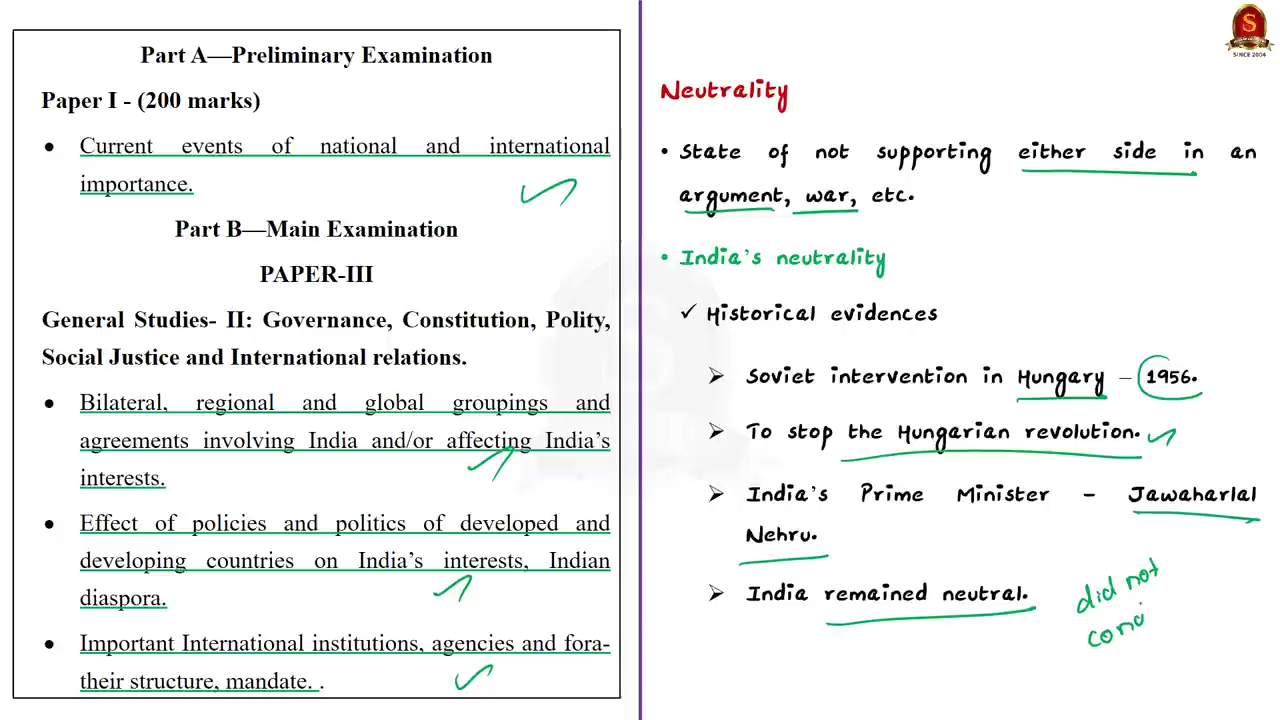 Part A—Preliminary Examination
Paper I - (200 marks)
• Current events of national and international
importance.
Part B—Main Examination
PAPER-III
General Studies- II: Governance, Constitution, Polity,
Social Justice and International relations.
• Bilateral, regional and global groupings and
agreements involving India and/or affecting India's
interests.
• Effect of policies and politics of developed and
developing countries on India's interests, Indian
diaspora.
• Important International institutions, agencies and fora-
their structure, mandate. .
S
SINCE 2004
Neutrality
• State of not supporting either side in an
argument, war, etc.
• India's neutrality
✓ Historical evidences
➤ Soviet intervention in Hungary – 1956.
➤ To stop the Hungarian revolution.
➤ India's Prime Minister - Jawaharlal
Nehru.
➤ India remained neutral.
did not
con